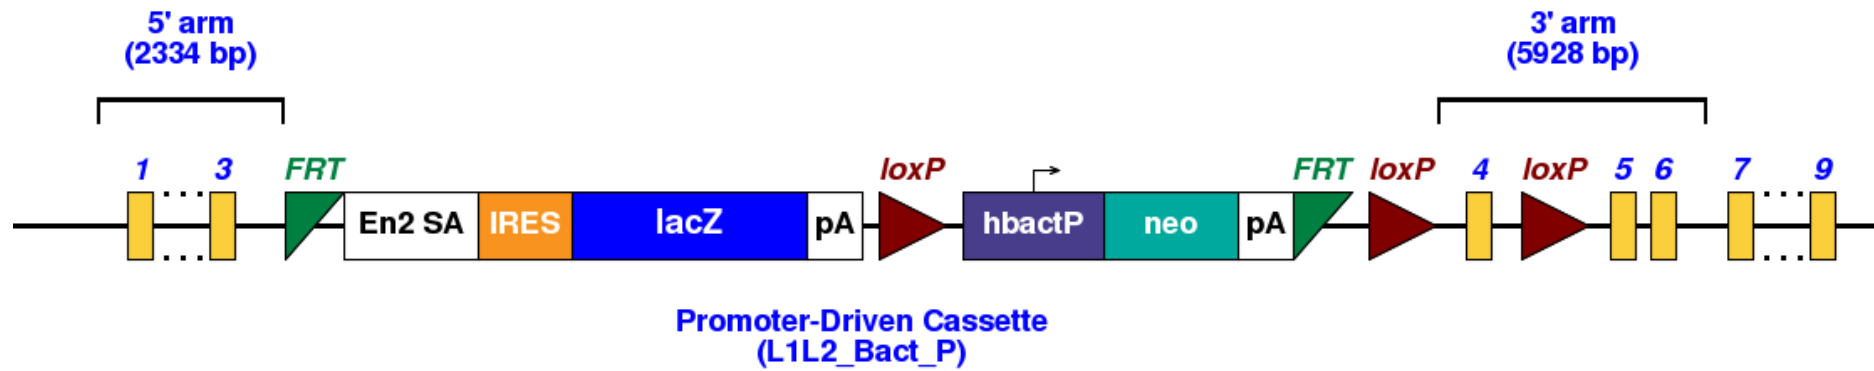 5' arm
(2334 bp)
3' arm
(5928 bp)
1 ... 3 FRT loxP FRT loxP 4 loxP 5 6 7 ... 9
En2 SA IRES lacZ pA hbactP neo pA
Promoter-Driven Cassette
(L1L2_Bact_P)